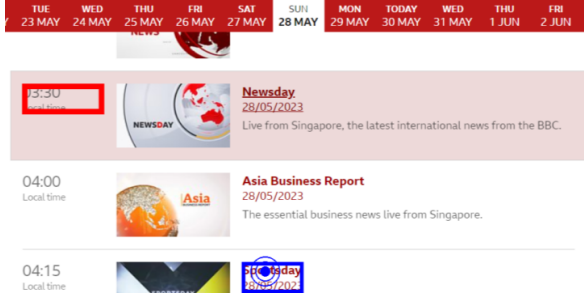 TUE WED THU FRI SAT SUN MON TODAY WED THU FRI
23 MAY 24 MAY 25 MAY 26 MAY 27 MAY 28 MAY 29 MAY 30 MAY 31 MAY 1 JUN 2 JUN
NEWS
03:30
Local time
NEWSDAY
Newsday
28/05/2023
Live from Singapore, the latest international news from the BBC.
04:00
Local time
Asia
BUSINESS REPORT
Asia Business Report
28/05/2023
The essential business news live from Singapore.
04:15
Local time
SPORTSDAY
Sportsday
28/05/2023